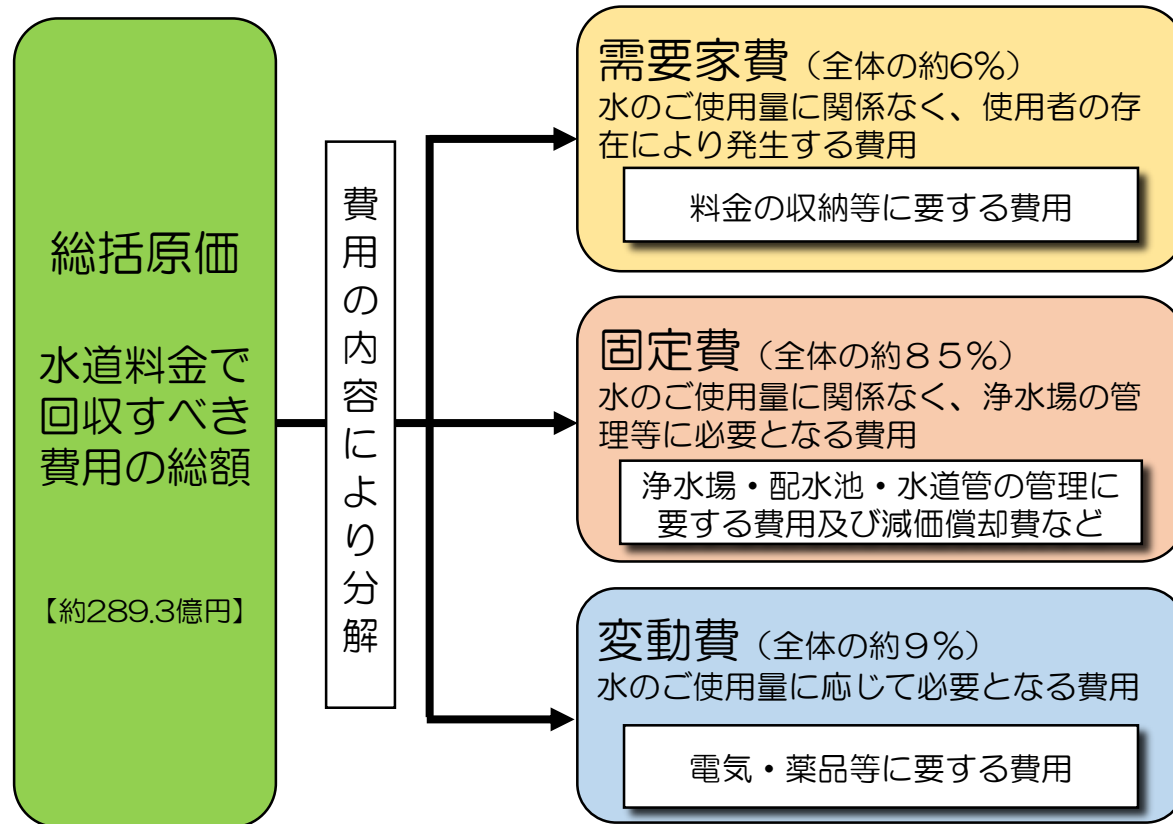 総括原価
水道料金で
回収すべき
費用の総額
【約289.3億円】
費用の内容により分解
需要家費（全体の約6%）
水のご使用量に関係なく、使用者の存
在により発生する費用
料金の収納等に要する費用
固定費（全体の約８５%）
水のご使用量に関係なく、浄水場の管
理等に必要となる費用
浄水場・配水池・水道管の管理に
要する費用及び減価償却費など
変動費（全体の約９%）
水のご使用量に応じて必要となる費用
電気・薬品等に要する費用